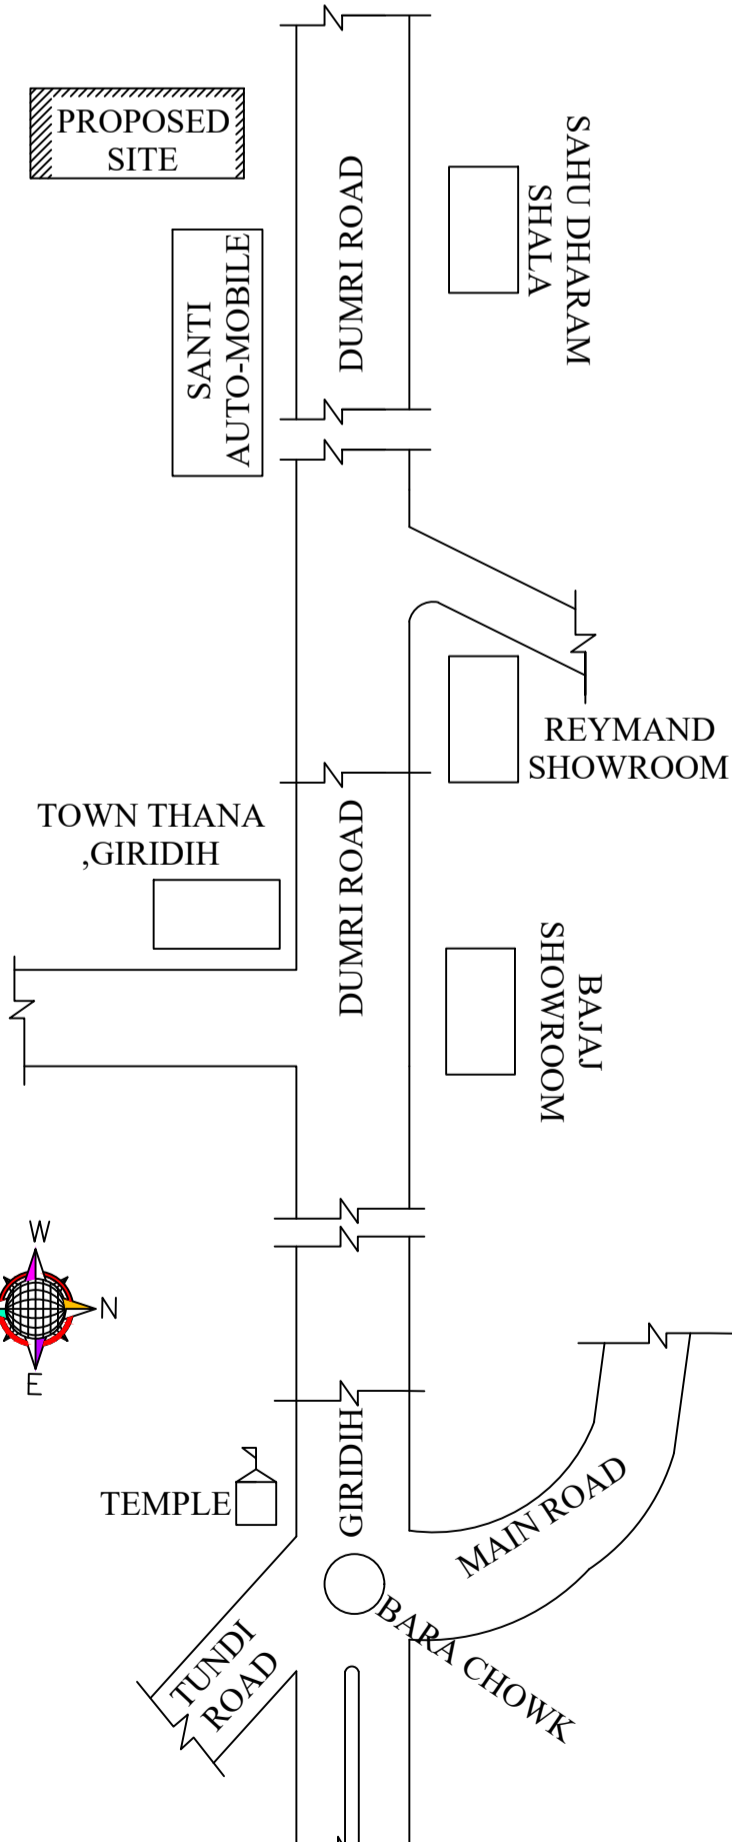 PROPOSED
SITE
SAHU DHARAM
SHALA
DUMRI ROAD
SANTI
AUTO-MOBILE
REYMAND
SHOWROOM
TOWN THANA
,GIRIDIH
DUMRI ROAD
BAJAJ
SHOWROOM
W
N
E
GIRIDIH
TEMPLE
MAIN ROAD
BARA CHOWK
TUNDI
ROAD